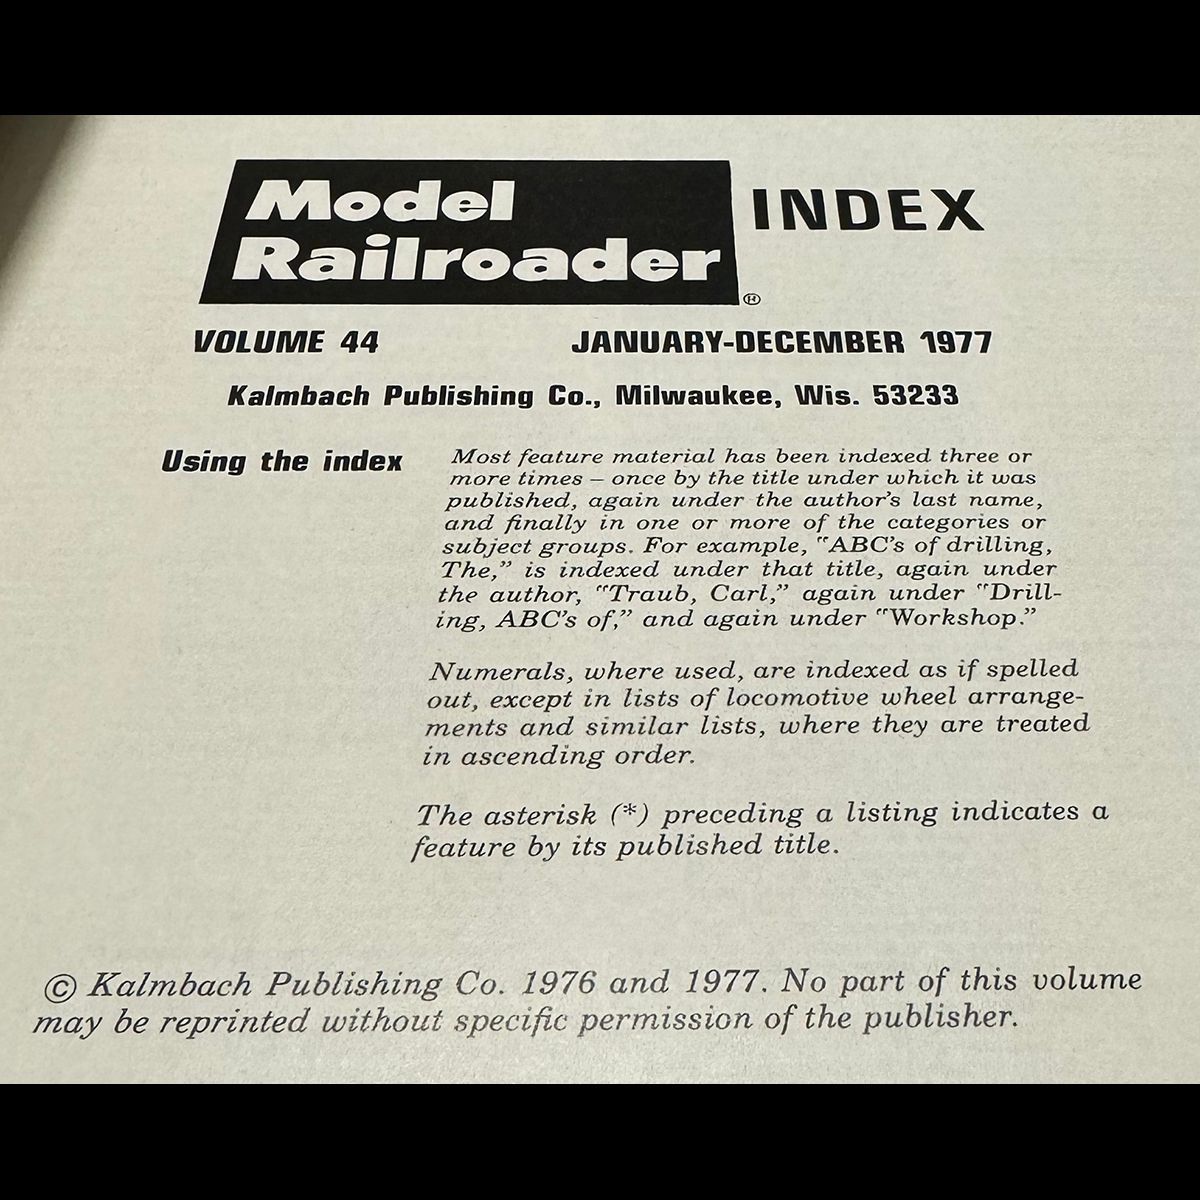 Model
Railroader
®
INDEX
VOLUME 44 JANUARY-DECEMBER 1977
Kalmbach Publishing Co., Milwaukee, Wis. 53233
Using the index
Most feature material has been indexed three or
more times – once by the title under which it was
published, again under the author's last name,
and finally in one or more of the categories or
subject groups. For example, "ABC's of drilling,
The," is indexed under that title, again under
the author, "Traub, Carl," again under "Drill-
ing, ABC's of," and again under "Workshop."
Numerals, where used, are indexed as if spelled
out, except in lists of locomotive wheel arrange-
ments and similar lists, where they are treated
in ascending order.
The asterisk (*) preceding a listing indicates a
feature by its published title.
© Kalmbach Publishing Co. 1976 and 1977. No part of this volume
may be reprinted without specific permission of the publisher.